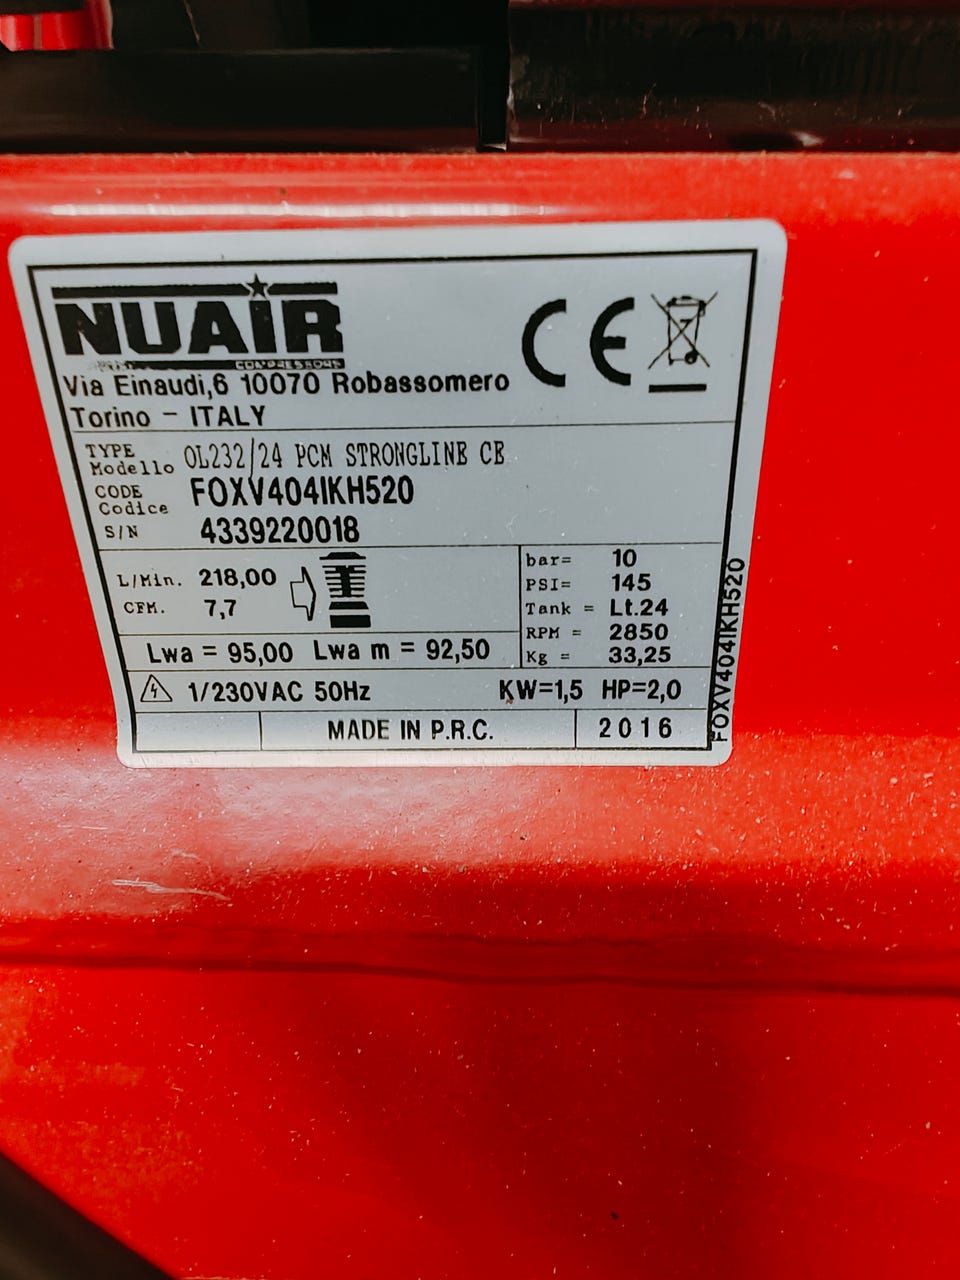 NUAIR
COMPRESSORS
CE
Via Einaudi,6 10070 Robassomero
Torino - ITALY
TYPE
Modello
OL232/24 PCM STRONGLINE CE
CODE
Codice
FOXV404IKH520
S/N
4339220018
L/Min. 218,00
CFM. 7,7
bar= 10
PSI= 145
Tank = Lt.24
RPM = 2850
Kg = 33,25
Lwa = 95,00 Lwa m = 92,50
1/230VAC 50Hz KW=1,5 HP=2,0
MADE IN P.R.C. 2016
FOXV404IKH520